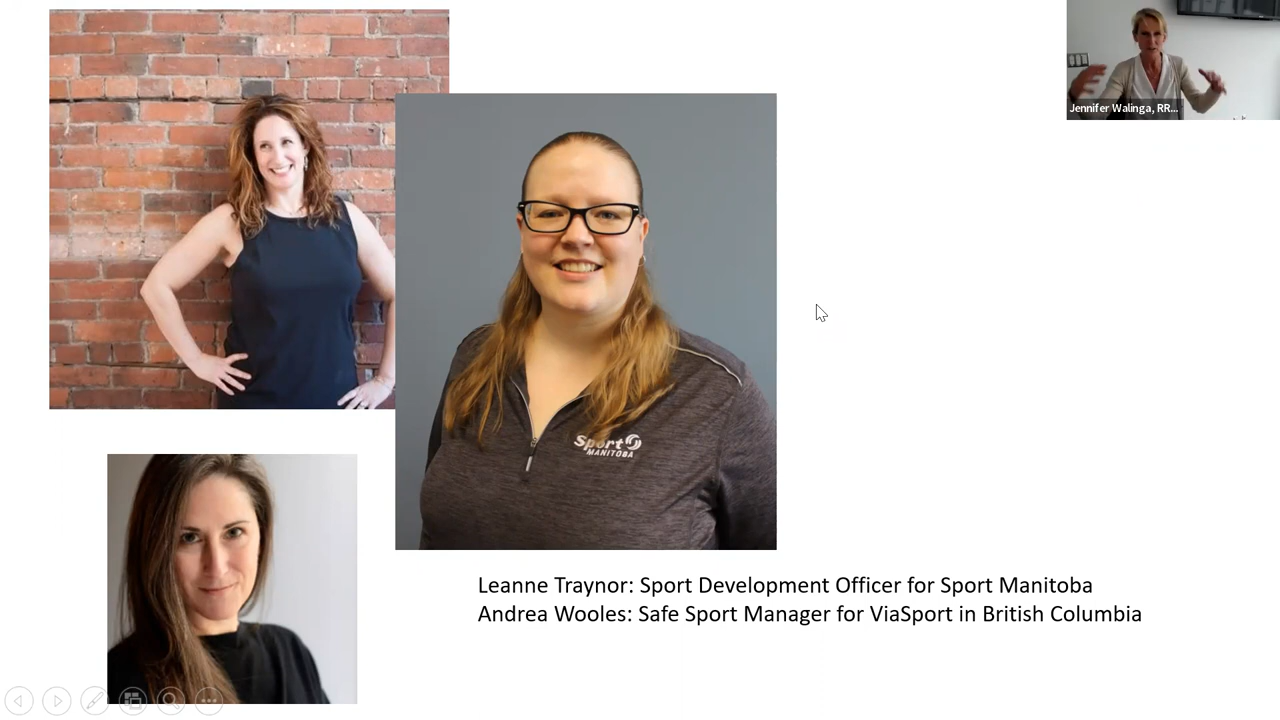 Jennifer Walinga, RR...
Sport
MANITOBA
Leanne Traynor: Sport Development Officer for Sport Manitoba
Andrea Wooles: Safe Sport Manager for ViaSport in British Columbia